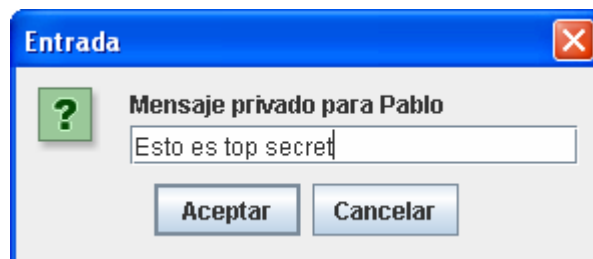 Entrada
?
Mensaje privado para Pablo
Esto es top secret
Aceptar Cancelar